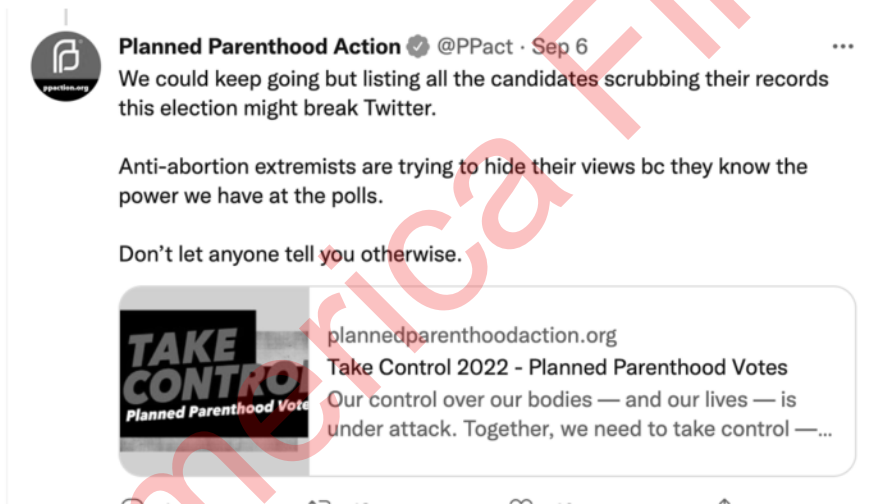 Planned Parenthood Action @PPact · Sep 6
ppaction.org
We could keep going but listing all the candidates scrubbing their records
this election might break Twitter.
Anti-abortion extremists are trying to hide their views bc they know the
power we have at the polls.
Don’t let anyone tell you otherwise.
TAKE
CONTROL
Planned Parenthood Vote
plannedparenthoodaction.org
Take Control 2022 - Planned Parenthood Votes
Our control over our bodies — and our lives — is
under attack. Together, we need to take control —...
merica Fi